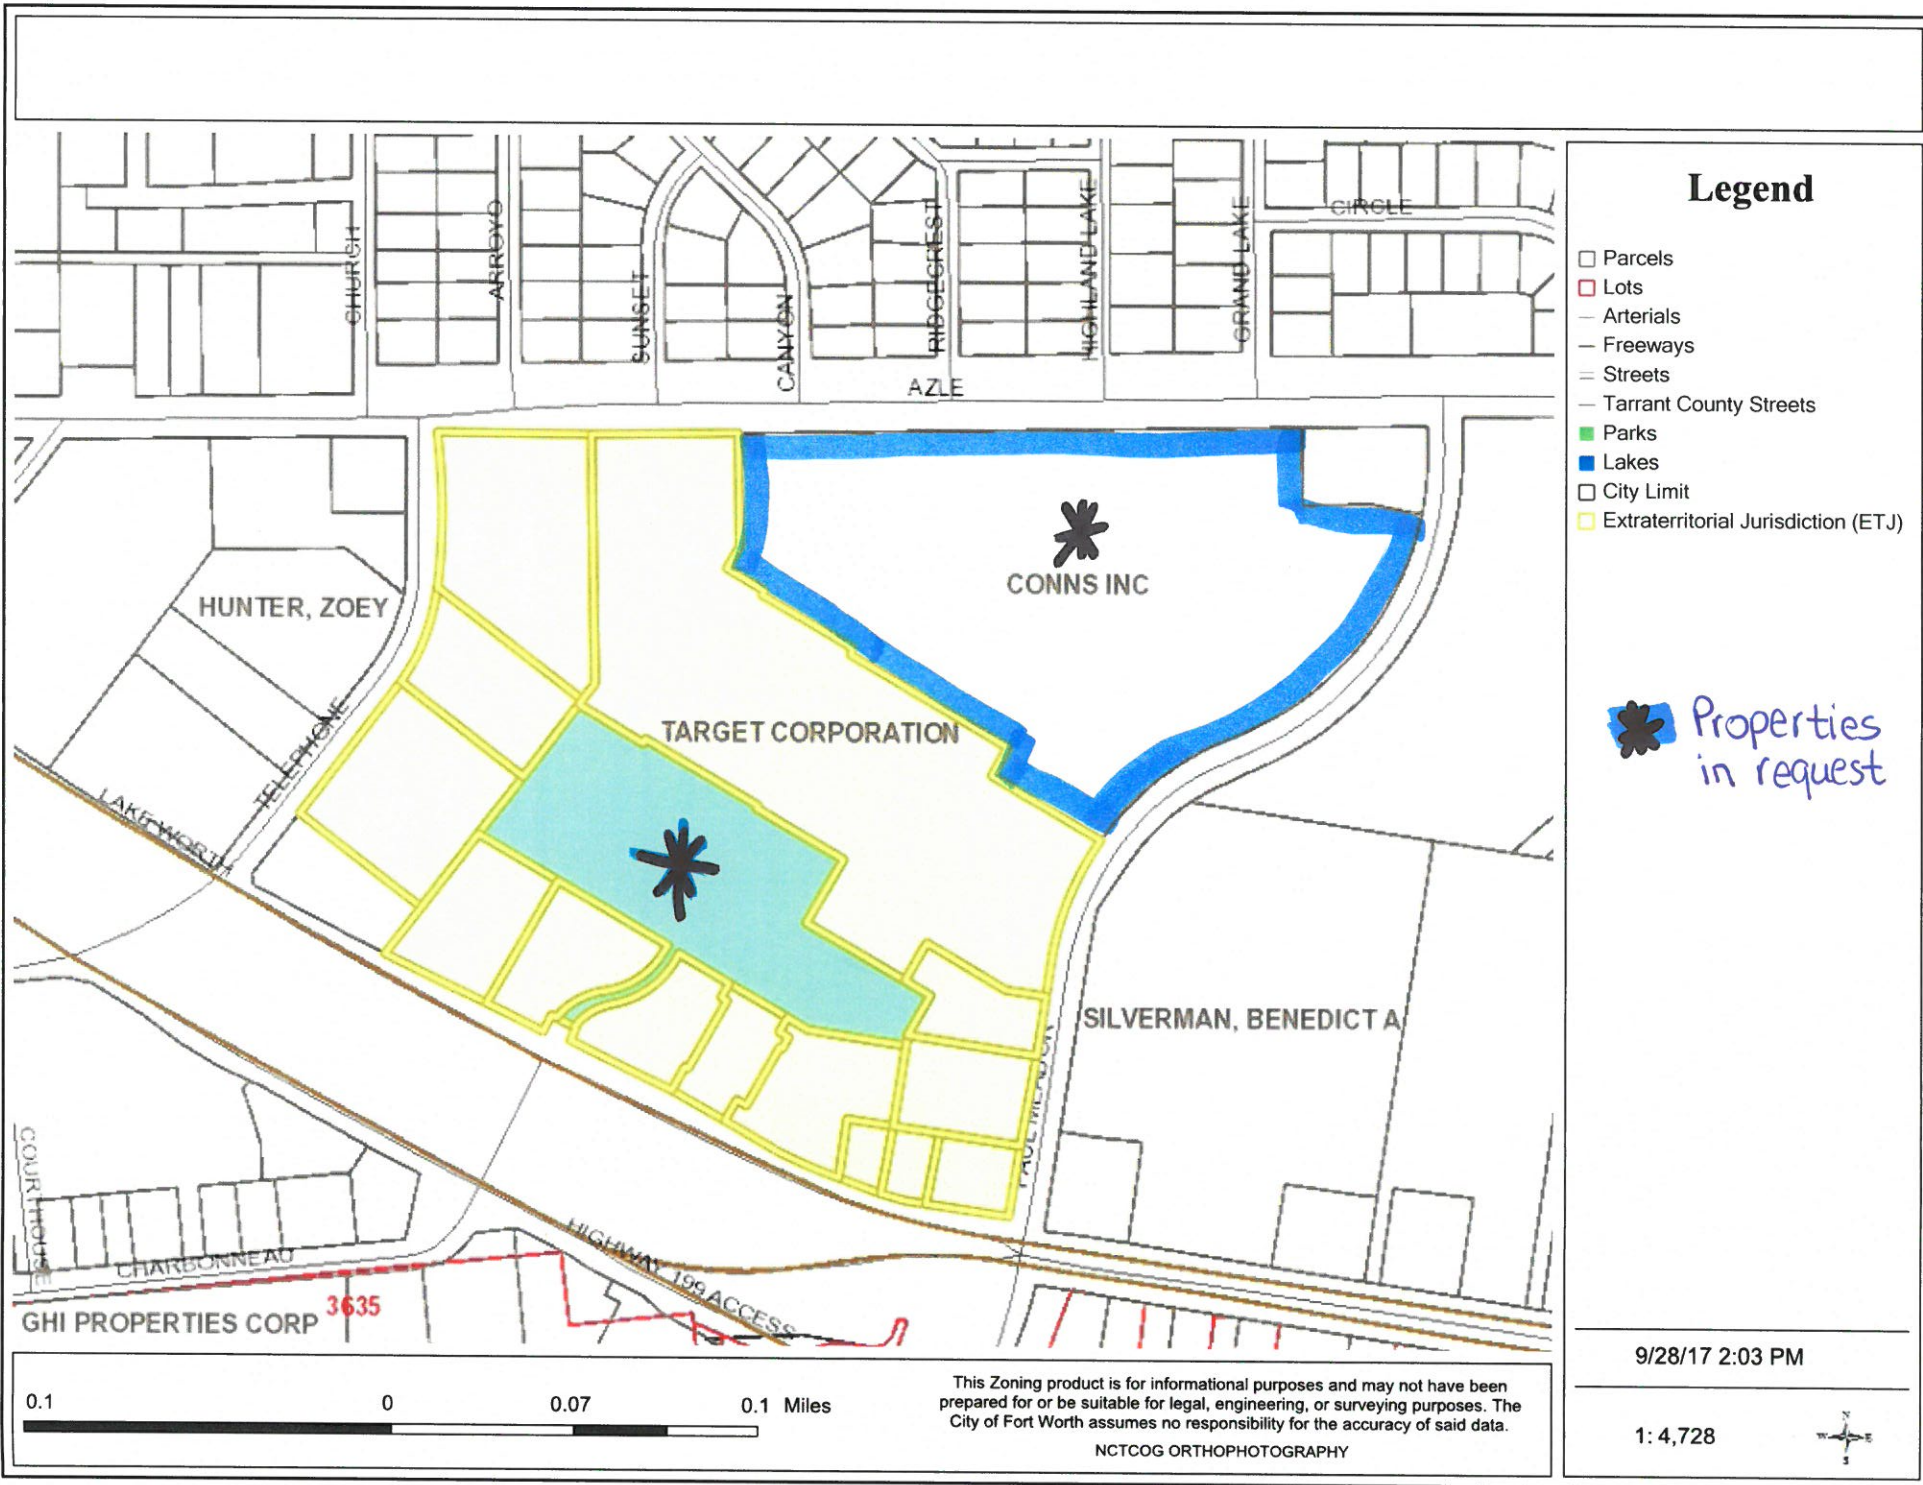 CHURCH
ARROYO
SUNSET
CANYON
RIDGECREST
HIGHLAND LAKE
GRAND LAKE
CIRCLE
AZLE
CONNS INC
HUNTER, ZOEY
TARGET CORPORATION
TELEPHONE
LAKE WORTH
SILVERMAN, BENEDICT A
COURTHOUSE
CHARBONNEAU
HIGHWAY 199 ACCESS
GHI PROPERTIES CORP
3635
Legend
Parcels
Lots
Arterials
Freeways
Streets
Tarrant County Streets
Parks
Lakes
City Limit
Extraterritorial Jurisdiction (ETJ)
Properties
in request
0.1 0 0.07 0.1 Miles
This Zoning product is for informational purposes and may not have been
prepared for or be suitable for legal, engineering, or surveying purposes. The
City of Fort Worth assumes no responsibility for the accuracy of said data.
NCTCOG ORTHOPHOTOGRAPHY
9/28/17 2:03 PM
1: 4,728
N
W E
S